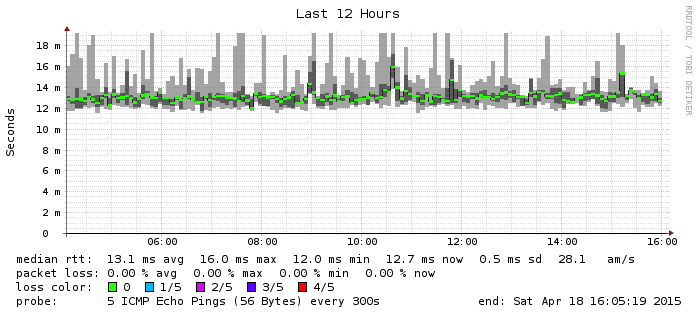 Last 12 Hours
RRDTOOL / TOBI OETIKER
Seconds
18 m
16 m
14 m
12 m
10 m
8 m
6 m
4 m
2 m
0
06:00 08:00 10:00 12:00 14:00 16:00
median rtt: 13.1 ms avg 16.0 ms max 12.0 ms min 12.7 ms now 0.5 ms sd 28.1 am/s
packet loss: 0.00 % avg 0.00 % max 0.00 % min 0.00 % now
loss color: 0 1/5 2/5 3/5 4/5
probe: 5 ICMP Echo Pings (56 Bytes) every 300s end: Sat Apr 18 16:05:19 2015